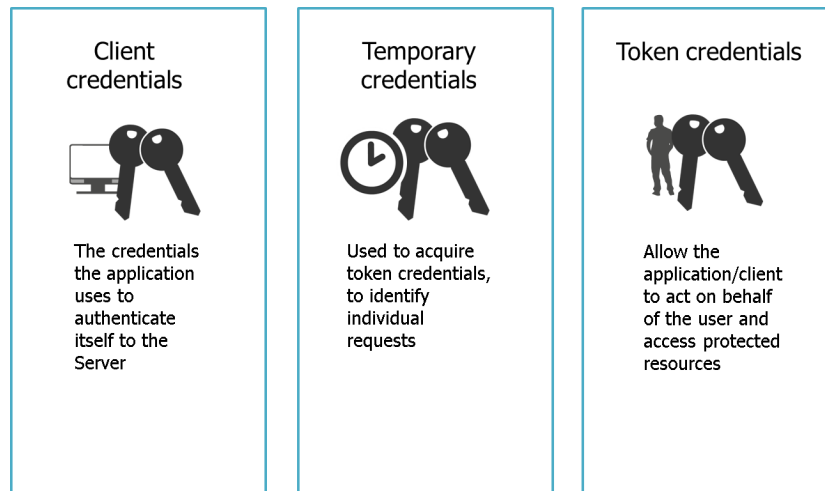 Client
credentials
The credentials
the application
uses to
authenticate
itself to the
Server
Temporary
credentials
Used to acquire
token credentials,
to identify
individual
requests
Token credentials
Allow the
application/client
to act on behalf
of the user and
access protected
resources